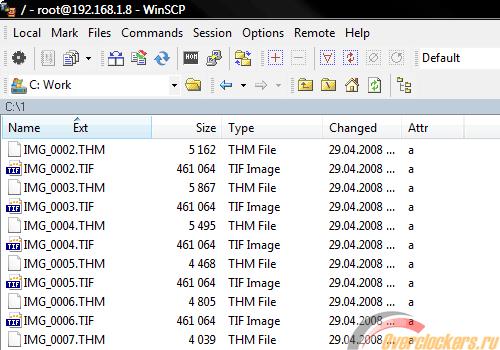 / - root@192.168.1.8 - WinSCP
Local Mark Files Commands Session Options Remote Help
Default
C: Work
C:\1
Name Ext Size Type Changed Attr
IMG_0002.THM 5 162 THM File 29.04.2008 ... a
TIF IMG_0002.TIF 461 064 TIF Image 29.04.2008 ... a
IMG_0003.THM 5 867 THM File 29.04.2008 ... a
TIF IMG_0003.TIF 461 064 TIF Image 29.04.2008 ... a
IMG_0004.THM 5 495 THM File 29.04.2008 ... a
TIF IMG_0004.TIF 461 064 TIF Image 29.04.2008 ... a
IMG_0005.THM 4 468 THM File 29.04.2008 ... a
TIF IMG_0005.TIF 461 064 TIF Image 29.04.2008 ... a
IMG_0006.THM 4 805 THM File 29.04.2008 ... a
TIF IMG_0006.TIF 461 064 TIF Image 29.04.2008 ... a
IMG_0007.THM 4 039 THM File 29.04.2008 ... a
Overclockers.ru